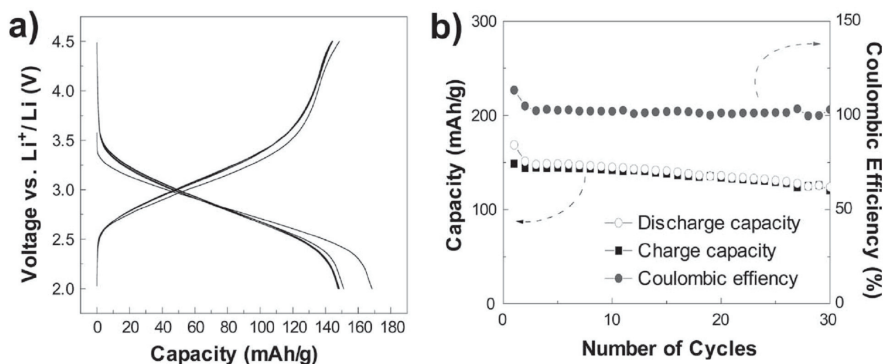 a)
Voltage vs. Li+/Li (V)
4.5
4.0
3.5
3.0
2.5
2.0
0 20 40 60 80 100 120 140 160 180
Capacity (mAh/g)
b)
Capacity (mAh/g)
300
200
100
0
Discharge capacity
Charge capacity
Coulombic effiency
150
100
50
0
Coulombic Efficiency (%)
0 10 20 30
Number of Cycles